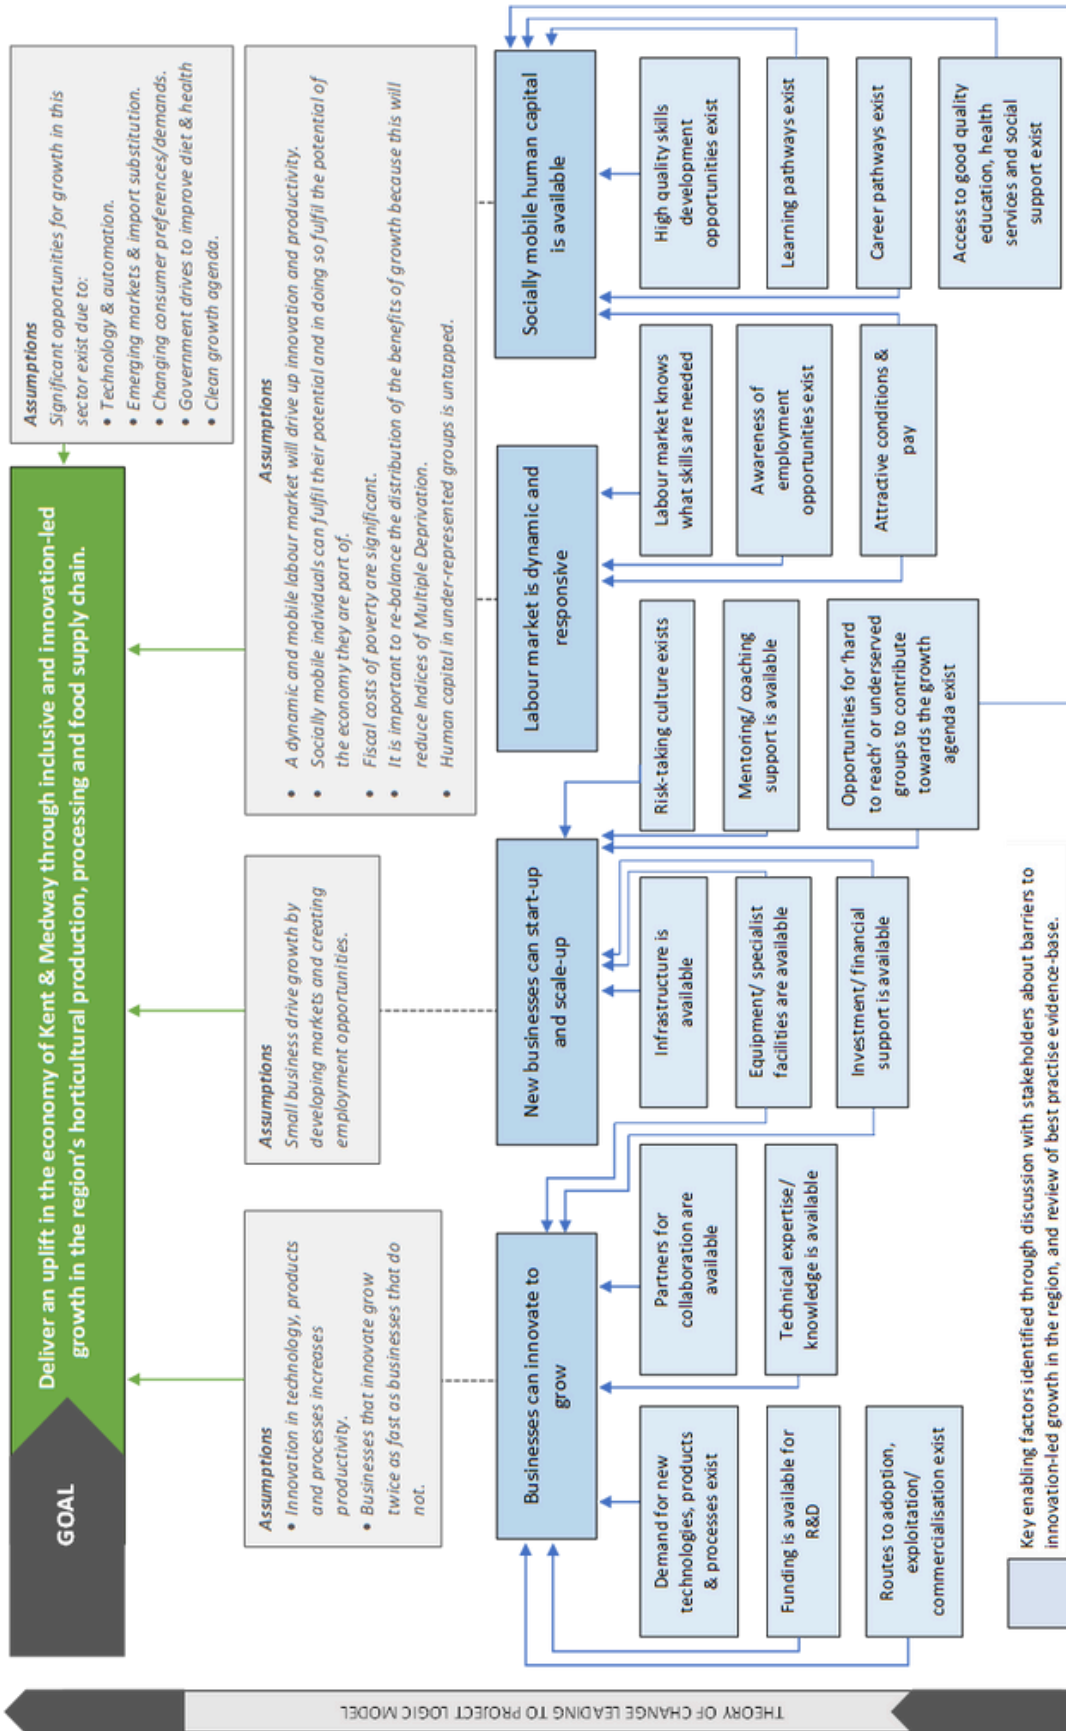 GOAL
Deliver an uplift in the economy of Kent & Medway through inclusive and innovation-led
growth in the region's horticultural production, processing and food supply chain.
Assumptions
Significant opportunities for growth in this
sector exist due to:
• Technology & automation.
• Emerging markets & import substitution.
• Changing consumer preferences/demands.
• Government drives to improve diet & health
• Clean growth agenda.
Assumptions
• Innovation in technology, products
and processes increases
productivity.
• Businesses that innovate grow
twice as fast as businesses that do
not.
Assumptions
Small business drive growth by
developing markets and creating
employment opportunities.
Assumptions
• A dynamic and mobile labour market will drive up innovation and productivity.
• Socially mobile individuals can fulfil their potential and in doing so fulfil the potential of
the economy they are part of.
• Fiscal costs of poverty are significant.
• It is important to re-balance the distribution of the benefits of growth because this will
reduce Indices of Multiple Deprivation.
• Human capital in under-represented groups is untapped.
Businesses can innovate to
grow
New businesses can start-up
and scale-up
Labour market is dynamic and
responsive
Socially mobile human capital
is available
Demand for new
technologies, products
& processes exist
Funding is available for
R&D
Routes to adoption,
exploitation/
commercialisation exist
Partners for
collaboration are
available
Technical expertise/
knowledge is available
Infrastructure is
available
Equipment/ specialist
facilities are available
Investment/ financial
support is available
Risk-taking culture exists
Mentoring/ coaching
support is available
Opportunities for 'hard
to reach' or underserved
groups to contribute
towards the growth
agenda exist
Labour market knows
what skills are needed
Awareness of
employment
opportunities exist
Attractive conditions &
pay
High quality skills
development
opportunities exist
Learning pathways exist
Career pathways exist
Access to good quality
education, health
services and social
support exist
Key enabling factors identified through discussion with stakeholders about barriers to
innovation-led growth in the region, and review of best practise evidence-base.
THEORY OF CHANGE LEADING TO PROJECT LOGIC MODEL